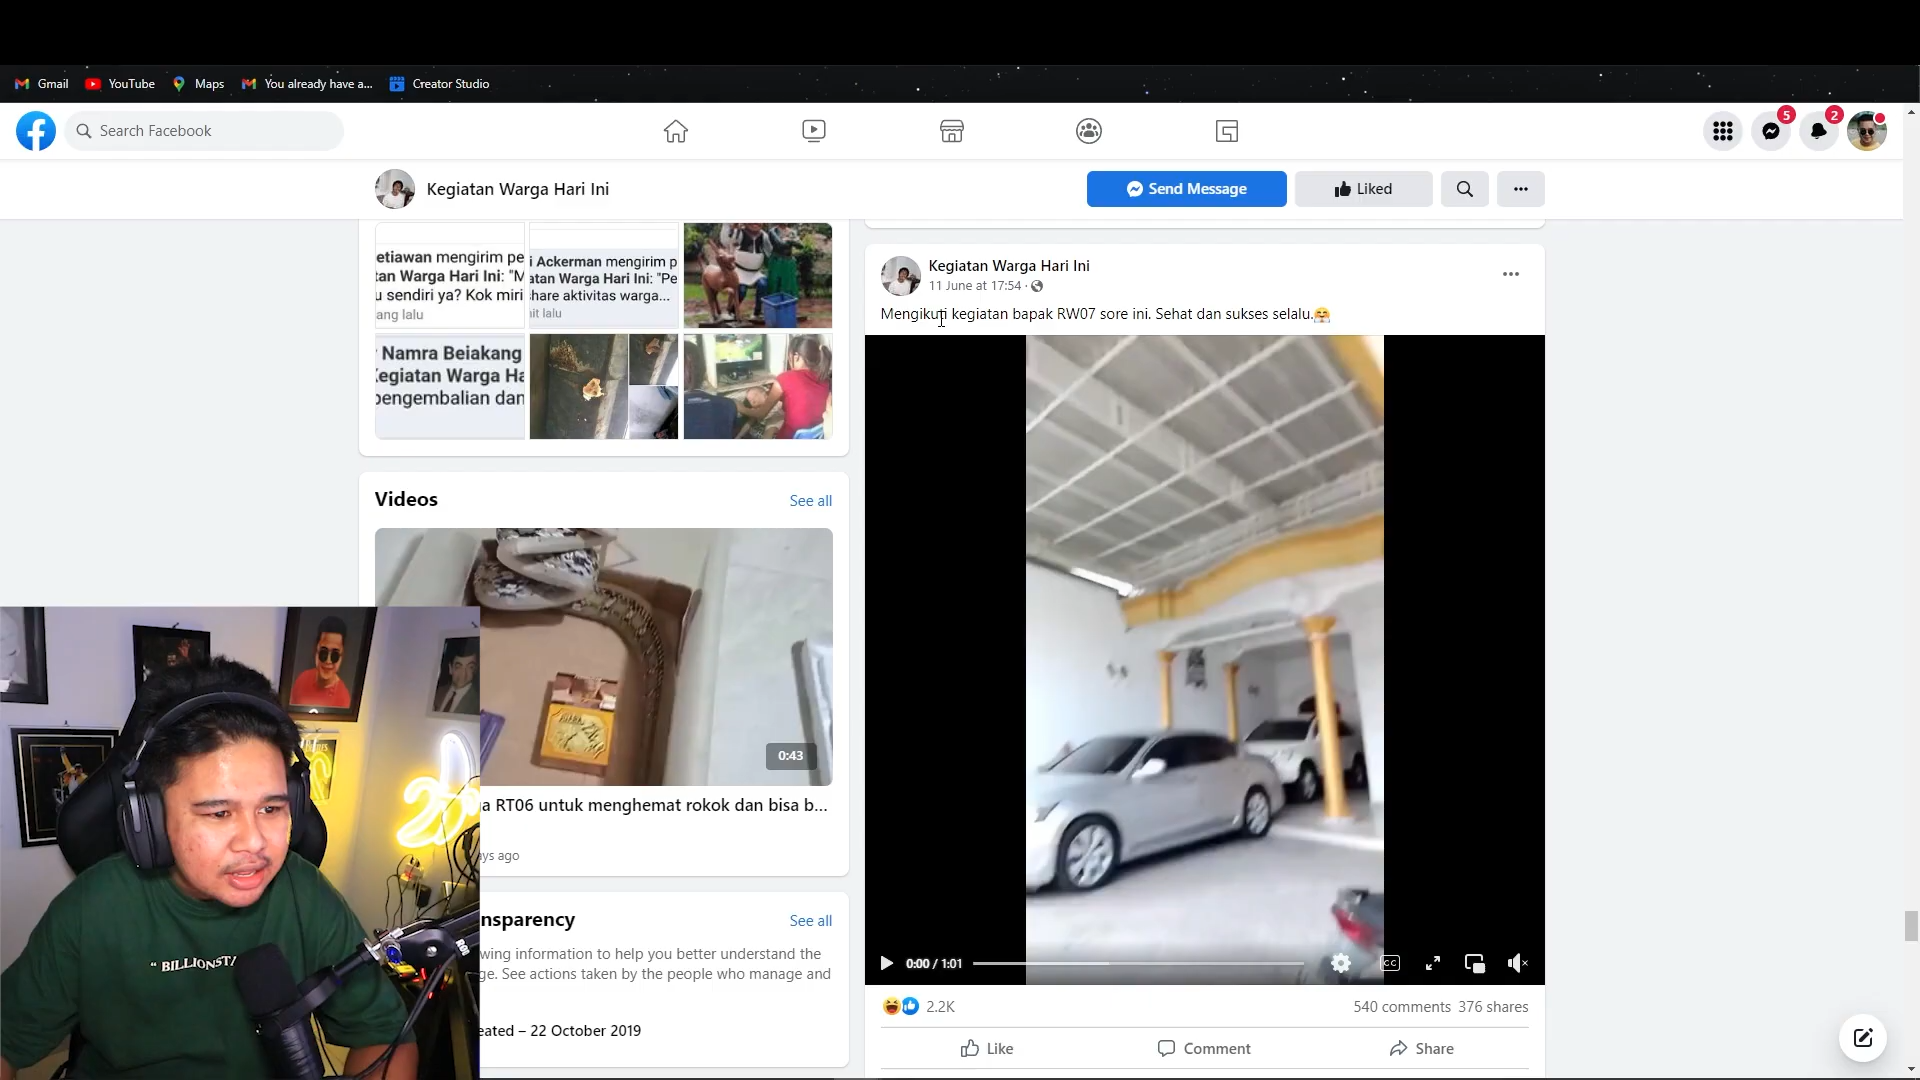 Gmail
YouTube
Maps
You already have a...
Creator Studio
Search Facebook
5
2
Kegiatan Warga Hari Ini
Send Message
Liked
etiawan mengirim pe
tan Warga Hari Ini: "M
u sendiri ya? Kok miri
ang lalu
i Ackerman mengirim p
atan Warga Hari Ini: "Pe
share aktivitas warga...
it lalu
Namra Beiakang
Kegiatan Warga Ha
pengembalian dan
Videos
See all
0:43
a RT06 untuk menghemat rokok dan bisa b...
ays ago
nsparency
See all
wing information to help you better understand the
ge. See actions taken by the people who manage and
eated – 22 October 2019
Kegiatan Warga Hari Ini
11 June at 17:54
Mengikuti kegiatan bapak RW07 sore ini. Sehat dan sukses selalu.🤗
0:00 / 1:01
CC
2.2K
540 comments 376 shares
Like
Comment
Share